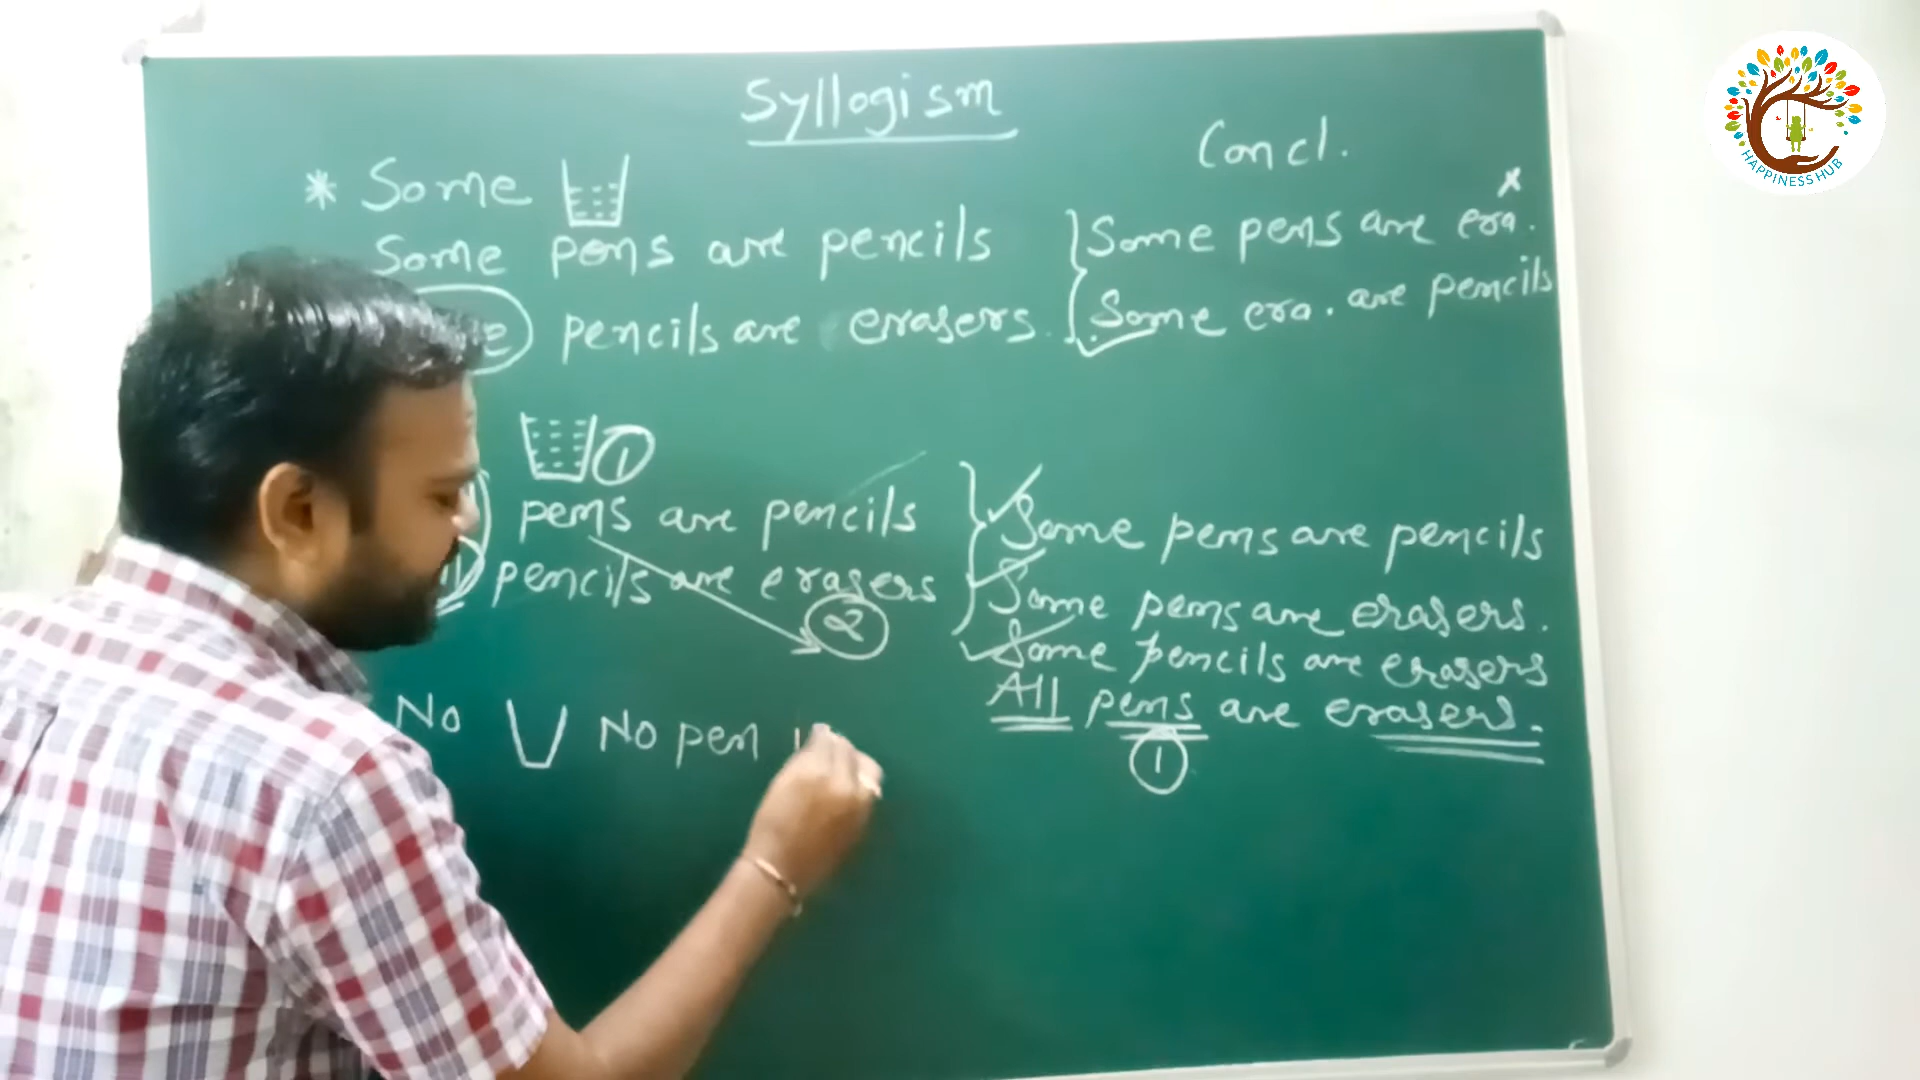 Syllogism
* Some
Some pens are pencils
pencils are erasers.
Concl.
Some pens are era.
Some era. are pencils
1
pens are pencils
pencils are erasers
2
Some pens are pencils
Some pens are erasers.
Some pencils are erasers
All pens are erasers.
1
No
No pen
HAPPINESS HUB